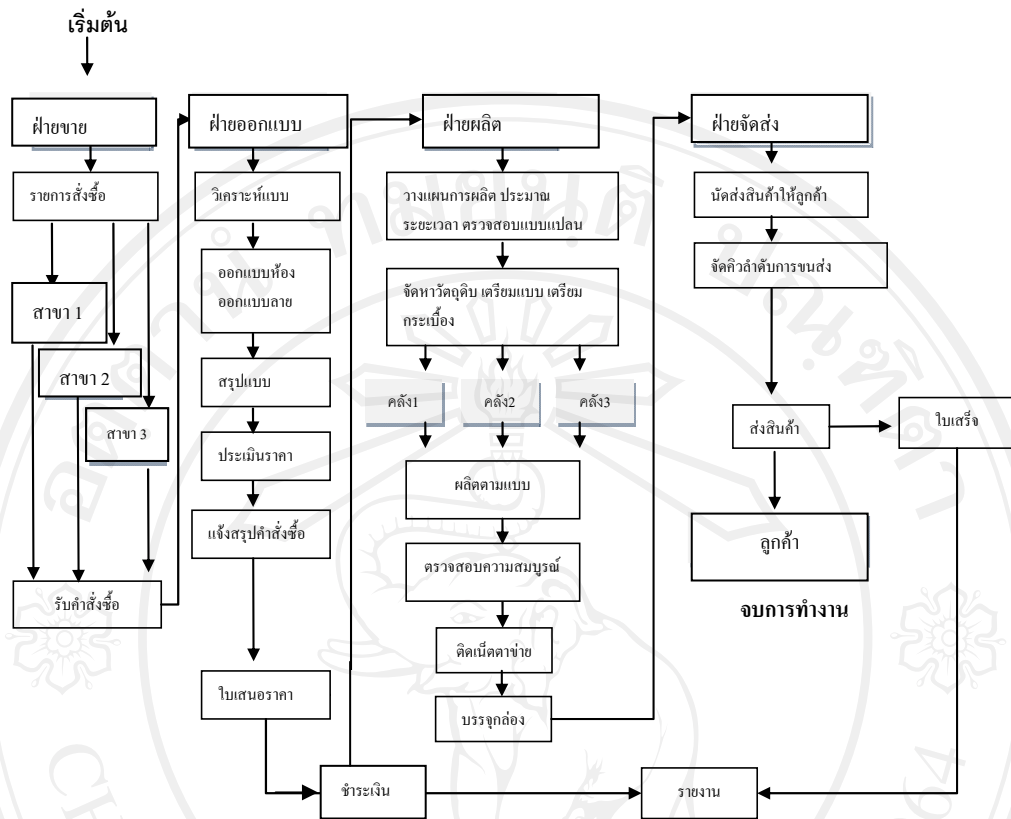 เริ่มต้น
ฝ่ายขาย
รายการสั่งซื้อ
สาขา 1
สาขา 2
สาขา 3
รับคำสั่งซื้อ
ฝ่ายออกแบบ
วิเคราะห์แบบ
ออกแบบห้อง
ออกแบบลาย
สรุปแบบ
ประเมินราคา
แจ้งสรุปคำสั่งซื้อ
ใบเสนอราคา
ชำระเงิน
ฝ่ายผลิต
วางแผนการผลิต ประมาณ
ระยะเวลา ตรวจสอบแบบแปลน
จัดหาวัตถุดิบ เตรียมแบบ เตรียม
กระเบื้อง
คลัง1
คลัง2
คลัง3
ผลิตตามแบบ
ตรวจสอบความสมบูรณ์
ติดเน็ตตาข่าย
บรรจุกล่อง
ฝ่ายจัดส่ง
นัดส่งสินค้าให้ลูกค้า
จัดคิวลำดับการขนส่ง
ส่งสินค้า
ใบเสร็จ
ลูกค้า
จบการทำงาน
รายงาน